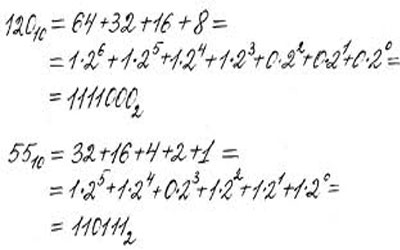 120₁₀ = 64+32+16+8 =
= 1·2⁶+1·2⁵+1·2⁴+1·2³+0·2²+0·2¹+0·2⁰ =
= 1111000₂
55₁₀ = 32+16+4+2+1 =
= 1·2⁵+1·2⁴+0·2³+1·2²+1·2¹+1·2⁰ =
= 110111₂